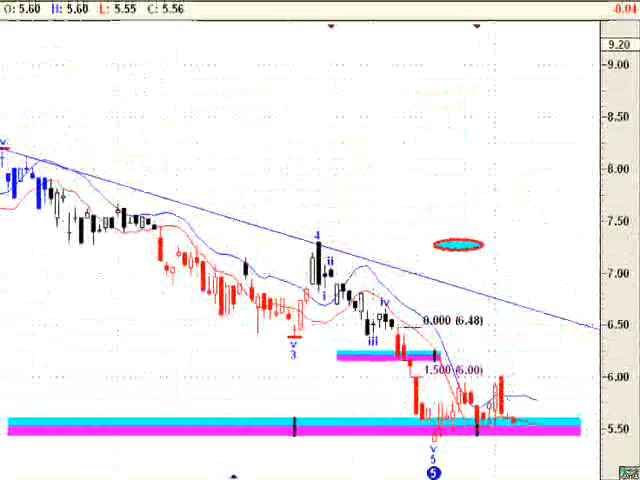 O: 5.60 H: 5.60 L: 5.55 C: 5.56 -0.04
9.20
9.00
8.50
v
8.00
7.50
4
ii
7.00
i
iv
0.000 (6.48)
6.50
iii
v
3
1.500 (6.00)
6.00
5.50
v
5
5